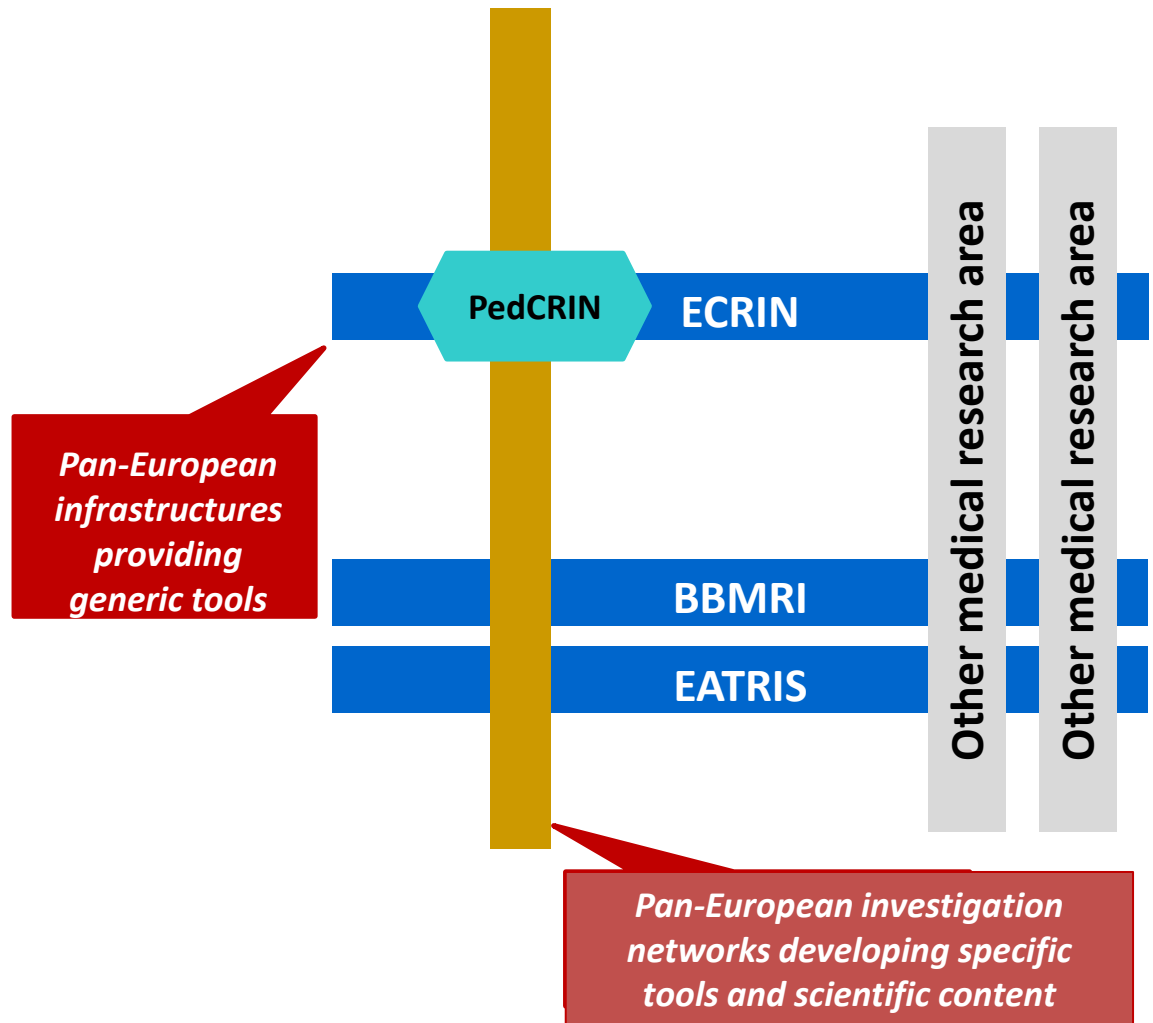 PedCRIN
ECRIN
Pan-European
infrastructures
providing
generic tools
BBMRI
EATRIS
Other medical research area
Other medical research area
Pan-European investigation
networks developing specific
tools and scientific content